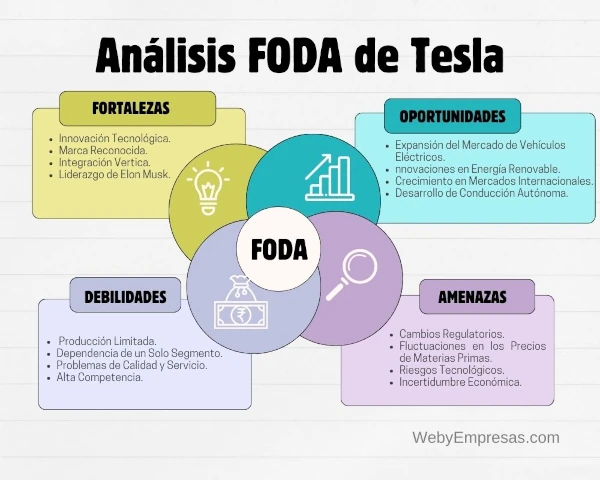 Análisis FODA de Tesla
FORTALEZAS
Innovación Tecnológica.
Marca Reconocida.
Integración Vertica.
Liderazgo de Elon Musk.
OPORTUNIDADES
Expansión del Mercado de Vehículos
Eléctricos.
nnovaciones en Energía Renovable.
Crecimiento en Mercados Internacionales.
Desarrollo de Conducción Autónoma.
FODA
DEBILIDADES
Producción Limitada.
Dependencia de un Solo Segmento.
Problemas de Calidad y Servicio.
Alta Competencia.
AMENAZAS
Cambios Regulatorios.
Fluctuaciones en los Precios
de Materias Primas.
Riesgos Tecnológicos.
Incertidumbre Económica.
₹
WebyEmpresas.com